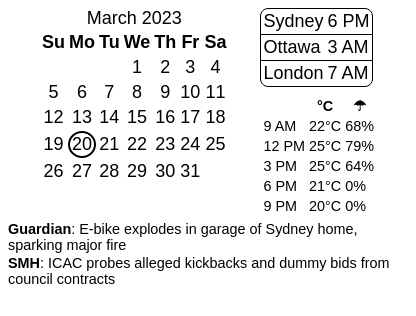 March 2023
Su Mo Tu We Th Fr Sa
1 2 3 4
5 6 7 8 9 10 11
12 13 14 15 16 17 18
19 20 21 22 23 24 25
26 27 28 29 30 31
Sydney 6 PM
Ottawa 3 AM
London 7 AM
°C ☂
9 AM 22°C 68%
12 PM 25°C 79%
3 PM 25°C 64%
6 PM 21°C 0%
9 PM 20°C 0%
Guardian: E-bike explodes in garage of Sydney home,
sparking major fire
SMH: ICAC probes alleged kickbacks and dummy bids from
council contracts